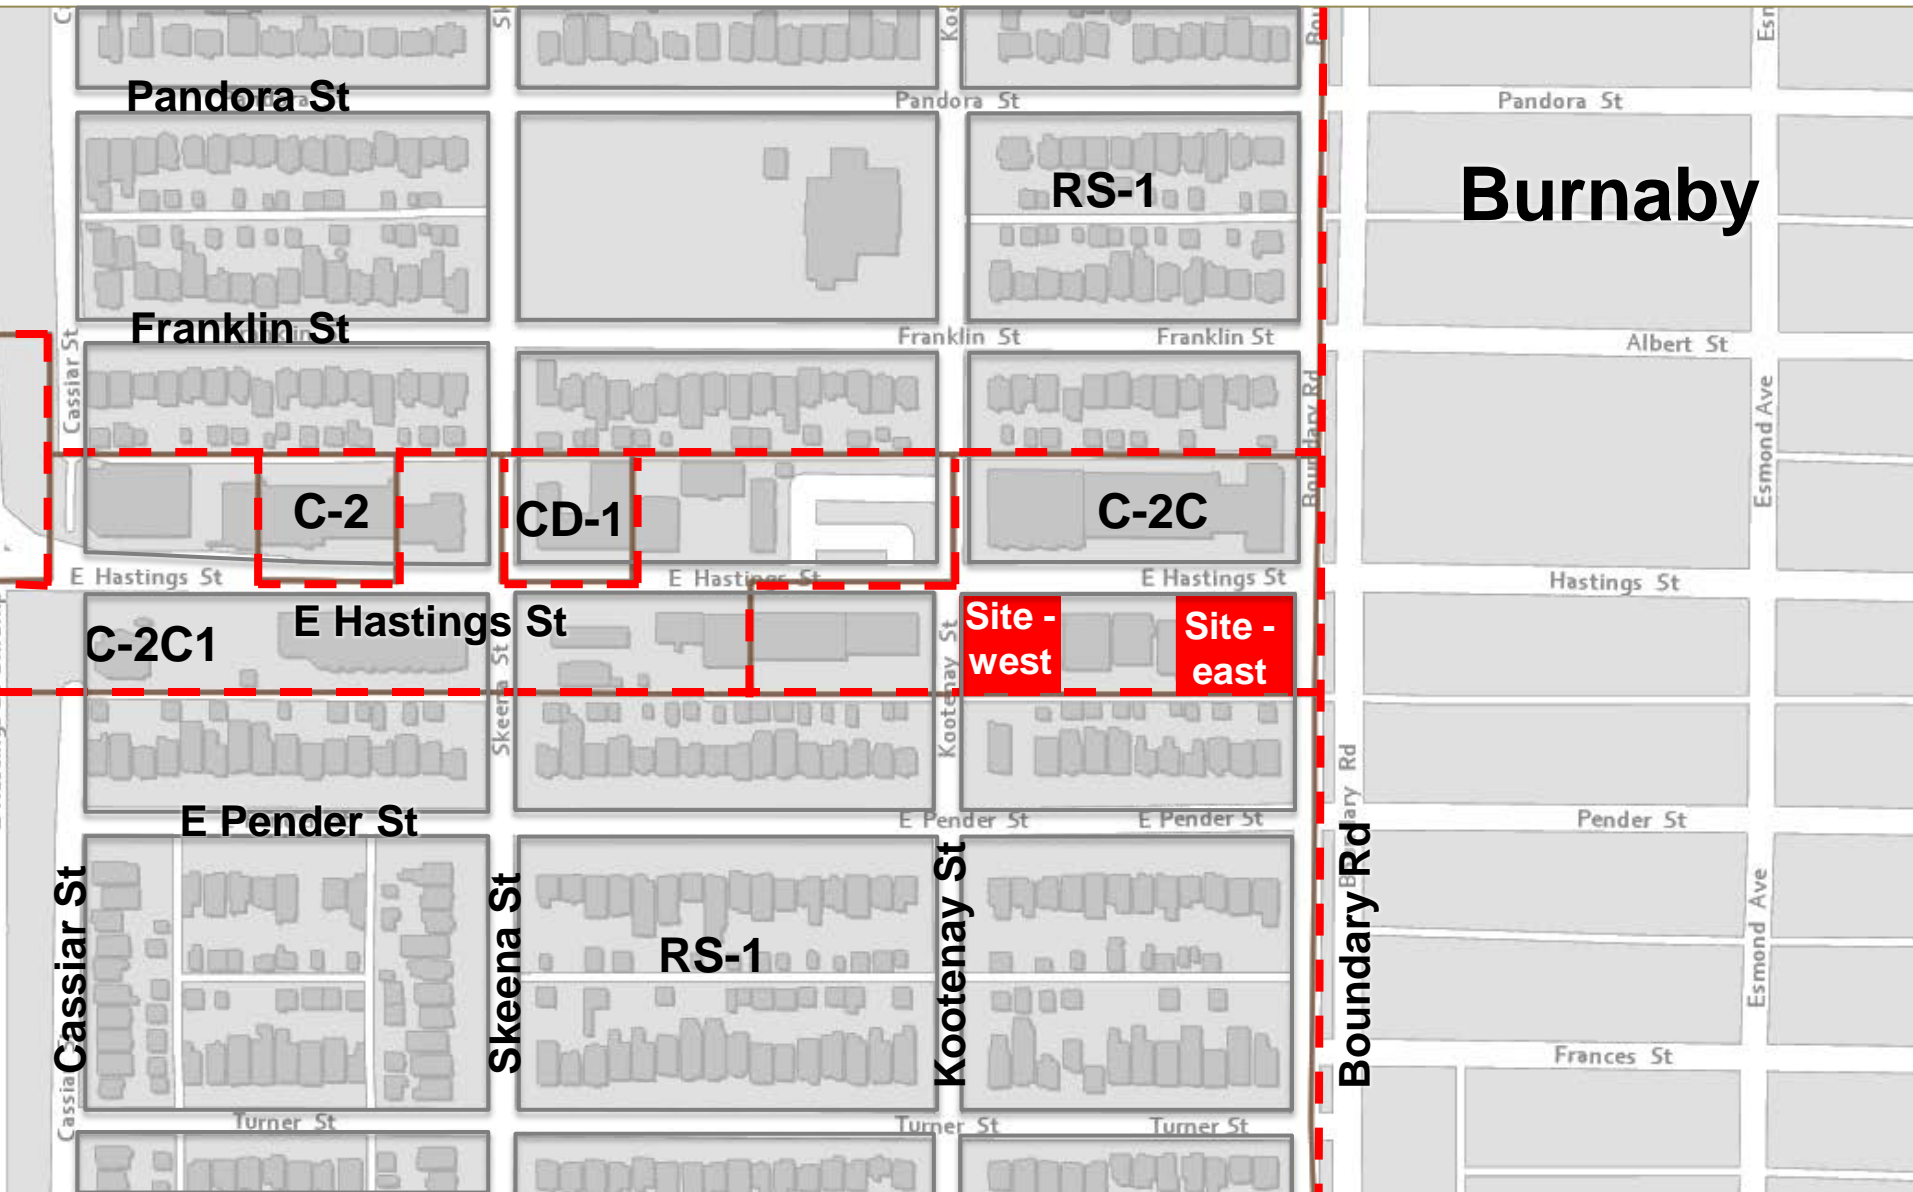 Pandora St
Pandora St
Pandora St
RS-1
Burnaby
Franklin St
Franklin St
Franklin St
Albert St
Cassiar St
Boundary Rd
Esmond Ave
C-2
CD-1
C-2C
E Hastings St
E Hastings St
E Hastings St
Hastings St
C-2C1
E Hastings St
Site -
west
Site -
east
Skeena St
Kootenay St
Boundary Rd
E Pender St
E Pender St
E Pender St
Pender St
Cassiar St
Skeena St
RS-1
Kootenay St
Boundary Rd
Esmond Ave
Frances St
Turner St
Turner St
Turner St